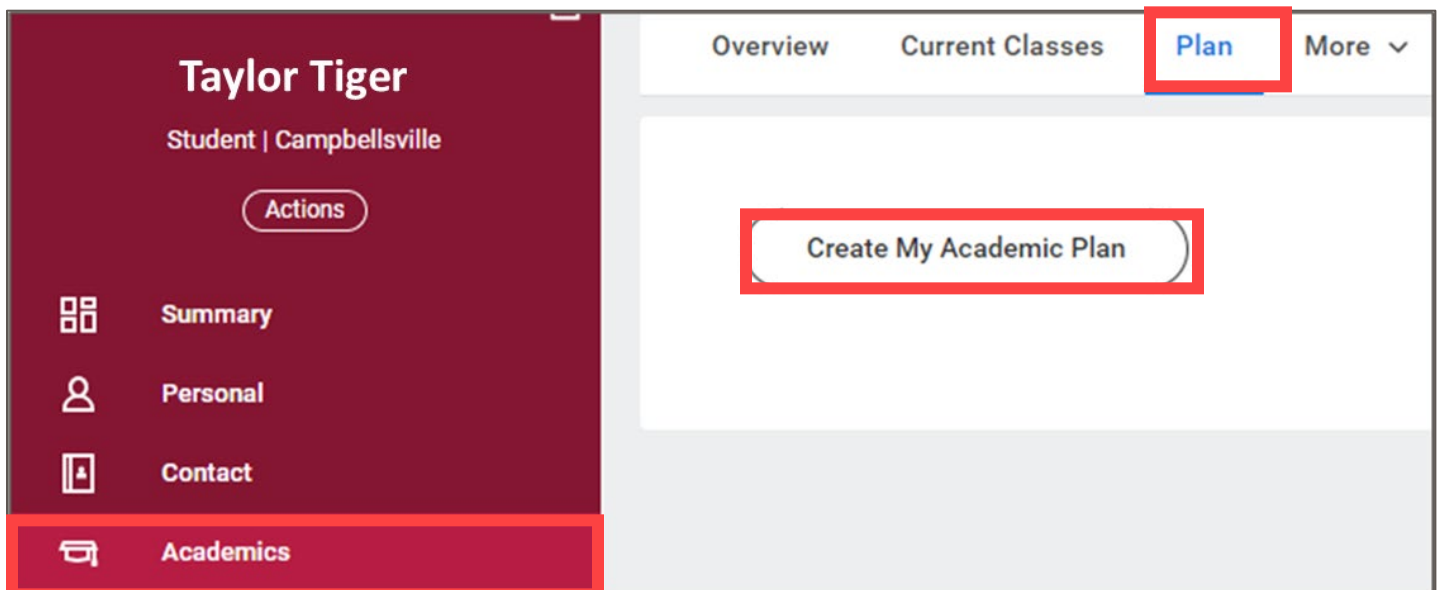 Taylor Tiger
Student | Campbellsville
Actions
Summary
Personal
Contact
Academics
Overview Current Classes Plan More
Create My Academic Plan